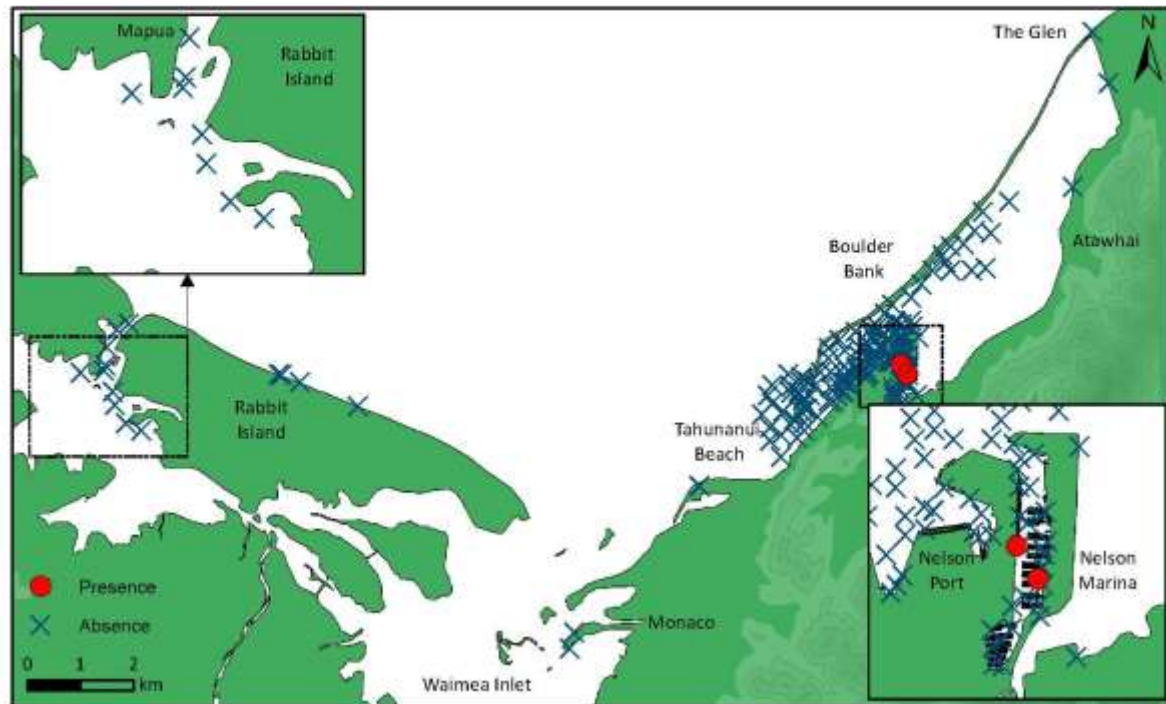 Mapua
Rabbit
Island
The Glen
N
Boulder
Bank
Atawhai
Rabbit
Island
Tahunanui
Beach
Nelson
Port
Nelson
Marina
Presence
Absence
Monaco
0 1 2
km
Waimea Inlet